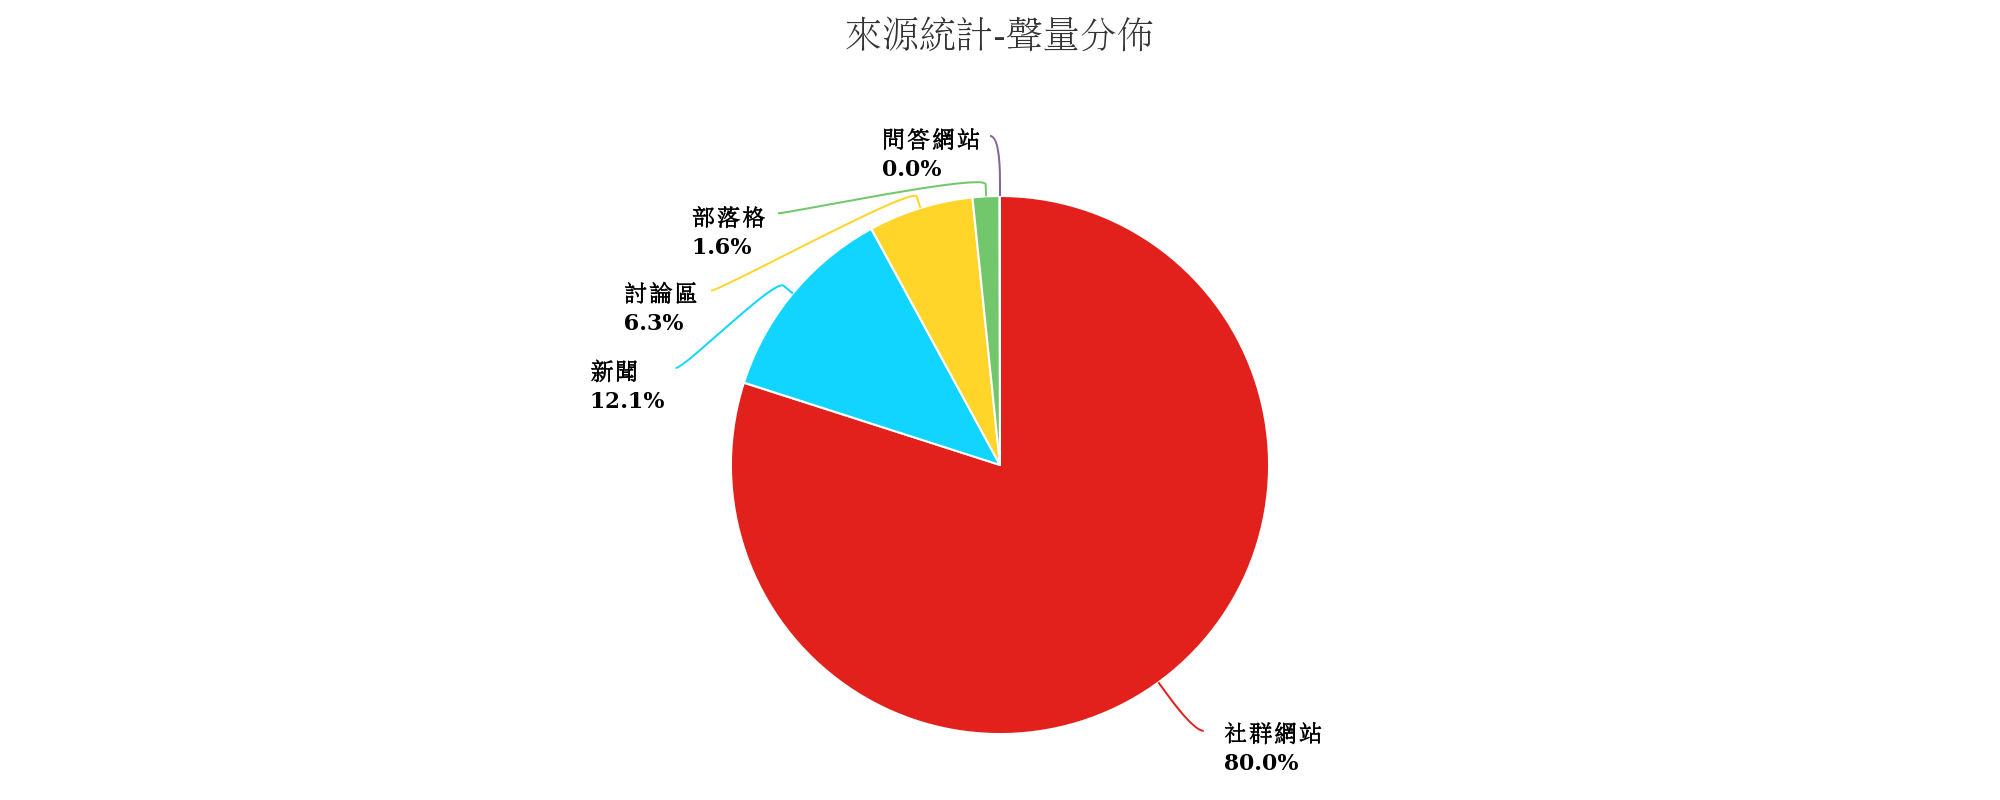 來源統計-聲量分佈
問答網站
0.0%
部落格
1.6%
討論區
6.3%
新聞
12.1%
社群網站
80.0%